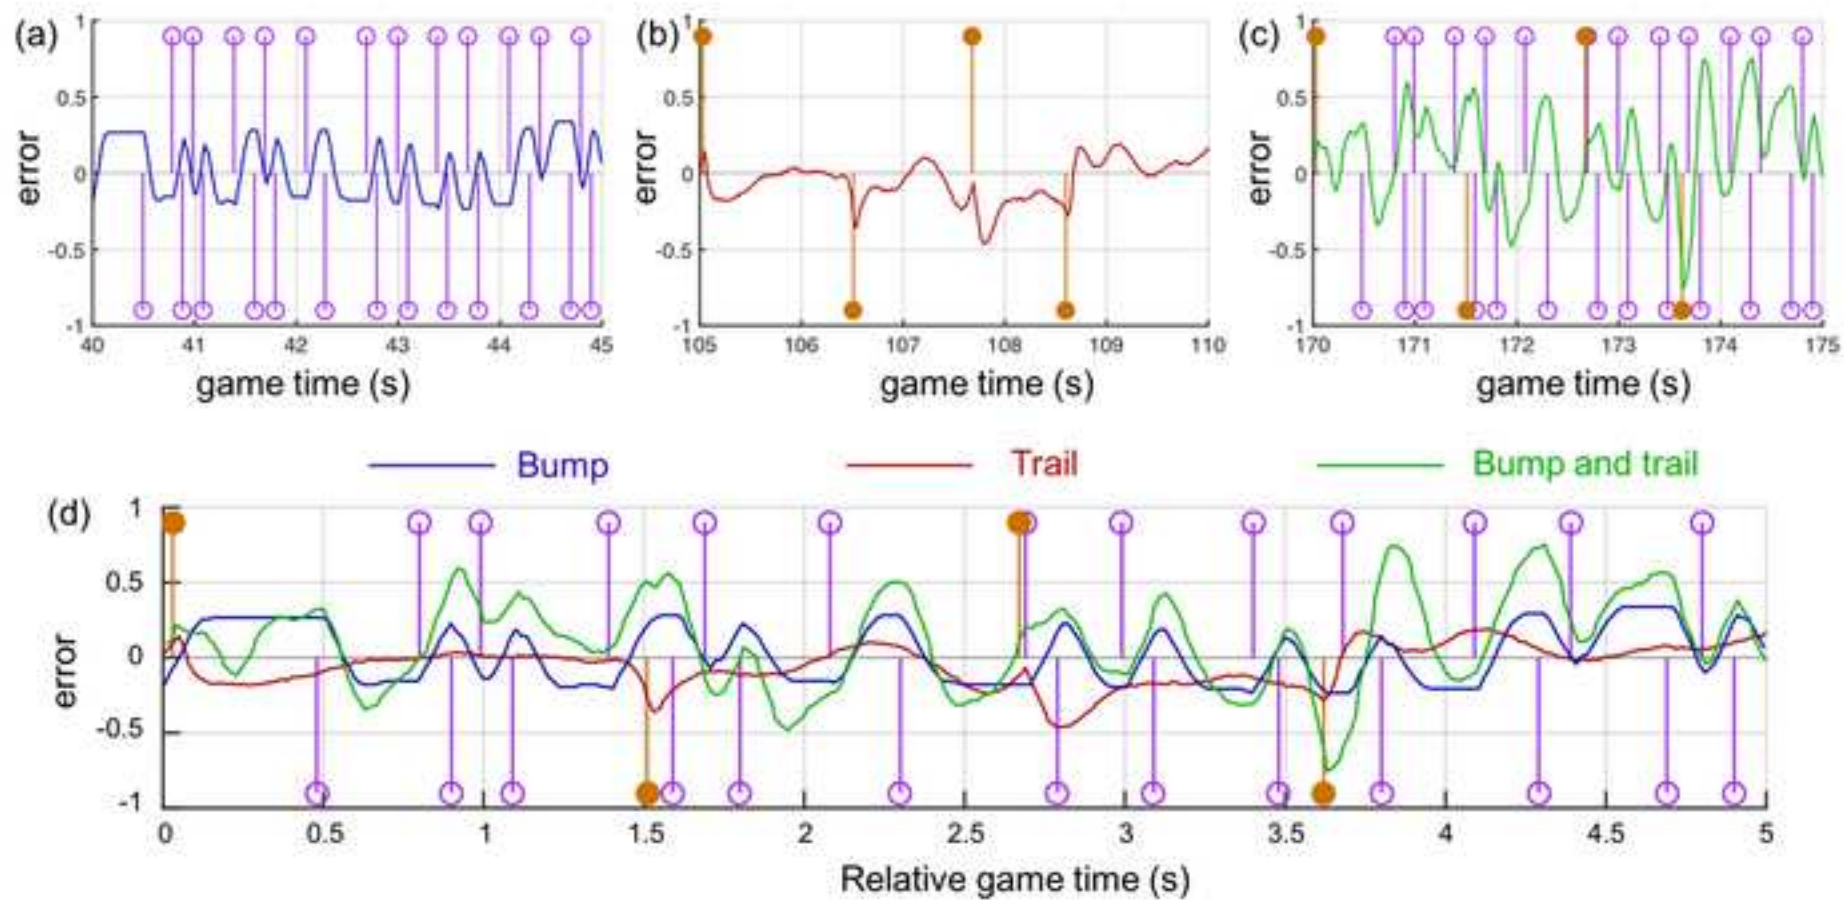 (a)
1
0.5
0
-0.5
-1
error
40 41 42 43 44 45
game time (s)
(b)
1
0.5
0
-0.5
-1
error
105 106 107 108 109 110
game time (s)
(c)
1
0.5
0
-0.5
-1
error
170 171 172 173 174 175
game time (s)
Bump Trail Bump and trail
(d)
1
0.5
0
-0.5
-1
error
0 0.5 1 1.5 2 2.5 3 3.5 4 4.5 5
Relative game time (s)